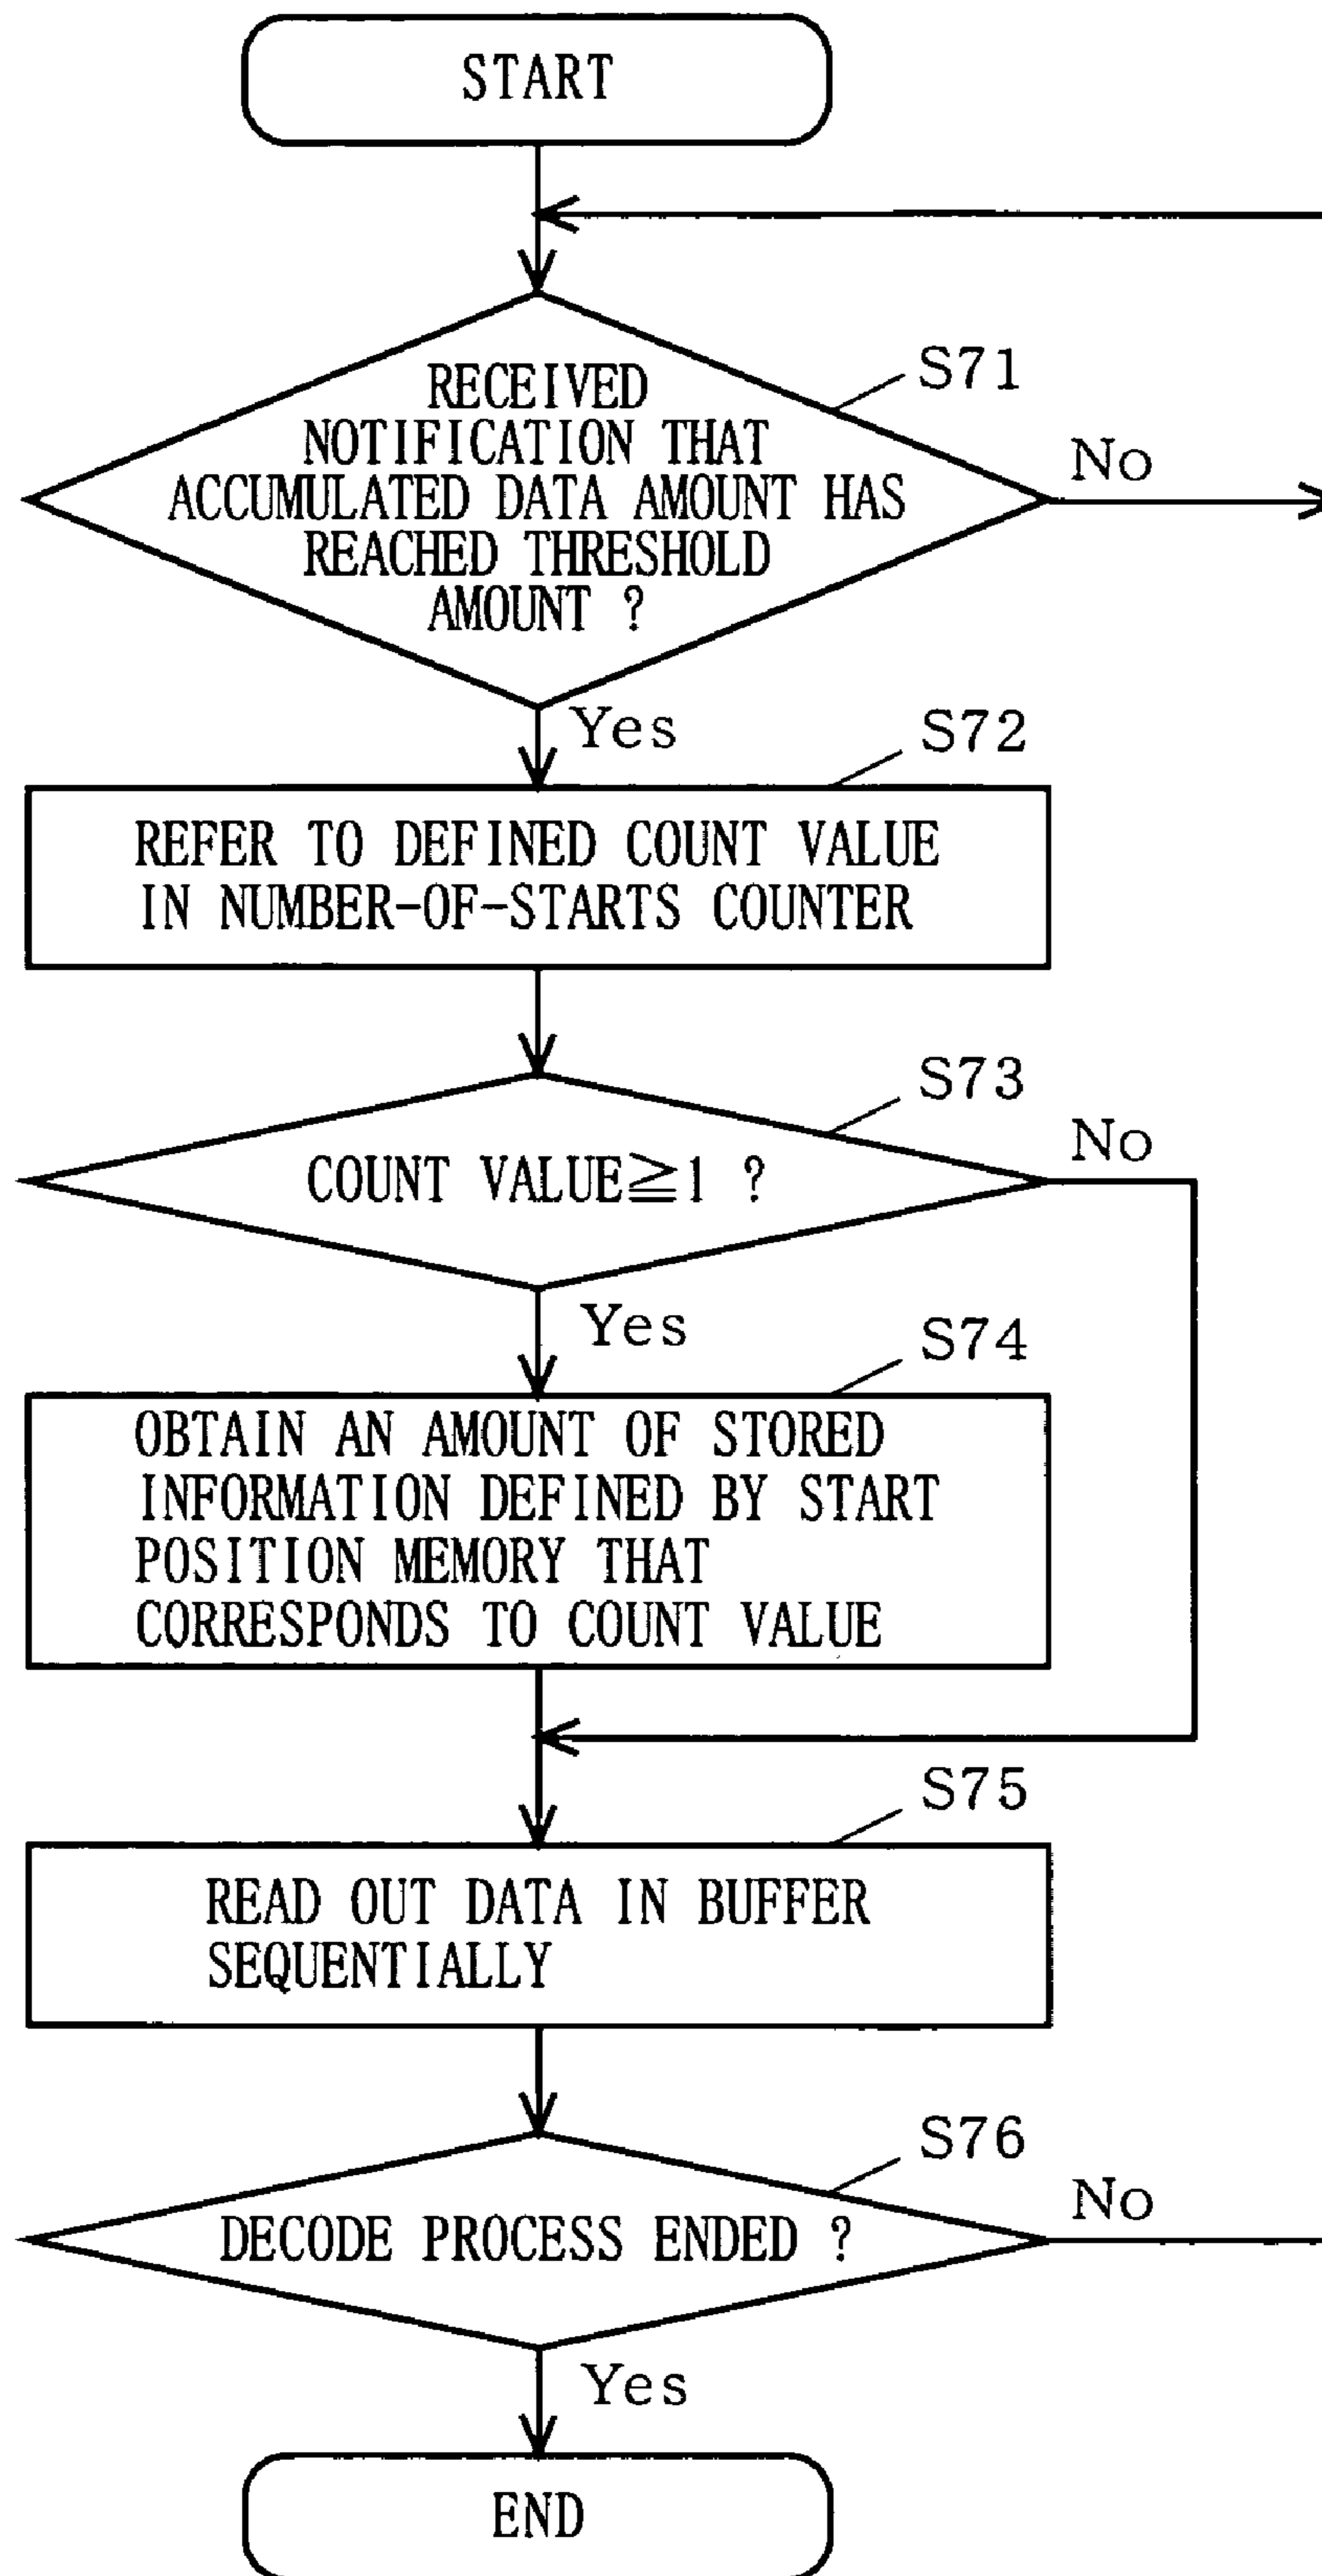 START
S71
RECEIVED
NOTIFICATION THAT
ACCUMULATED DATA AMOUNT HAS
REACHED THRESHOLD
AMOUNT ?
No
Yes
S72
REFER TO DEFINED COUNT VALUE
IN NUMBER-OF-STARTS COUNTER
S73
COUNT VALUE≧1 ?
No
Yes
S74
OBTAIN AN AMOUNT OF STORED
INFORMATION DEFINED BY START
POSITION MEMORY THAT
CORRESPONDS TO COUNT VALUE
S75
READ OUT DATA IN BUFFER
SEQUENTIALLY
S76
DECODE PROCESS ENDED ?
No
Yes
END